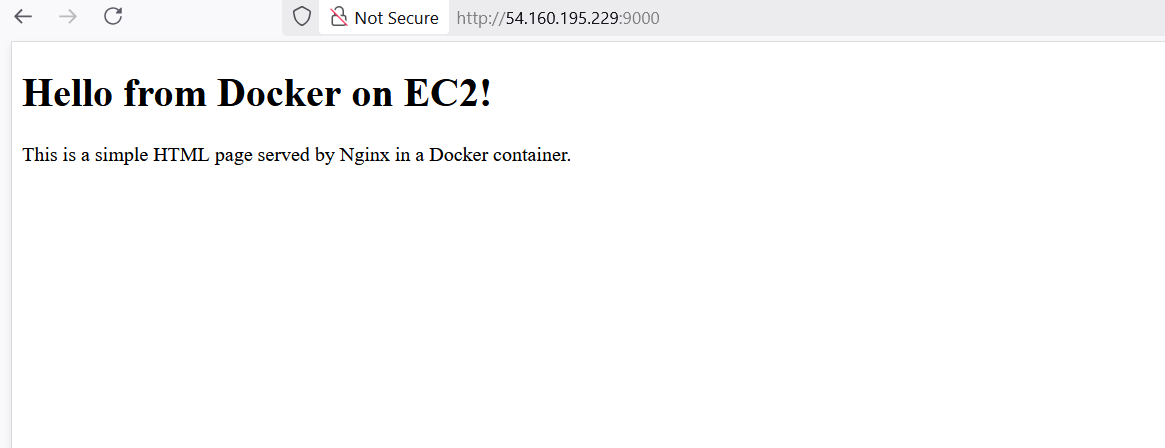 Not Secure http://54.160.195.229:9000
Hello from Docker on EC2!
This is a simple HTML page served by Nginx in a Docker container.